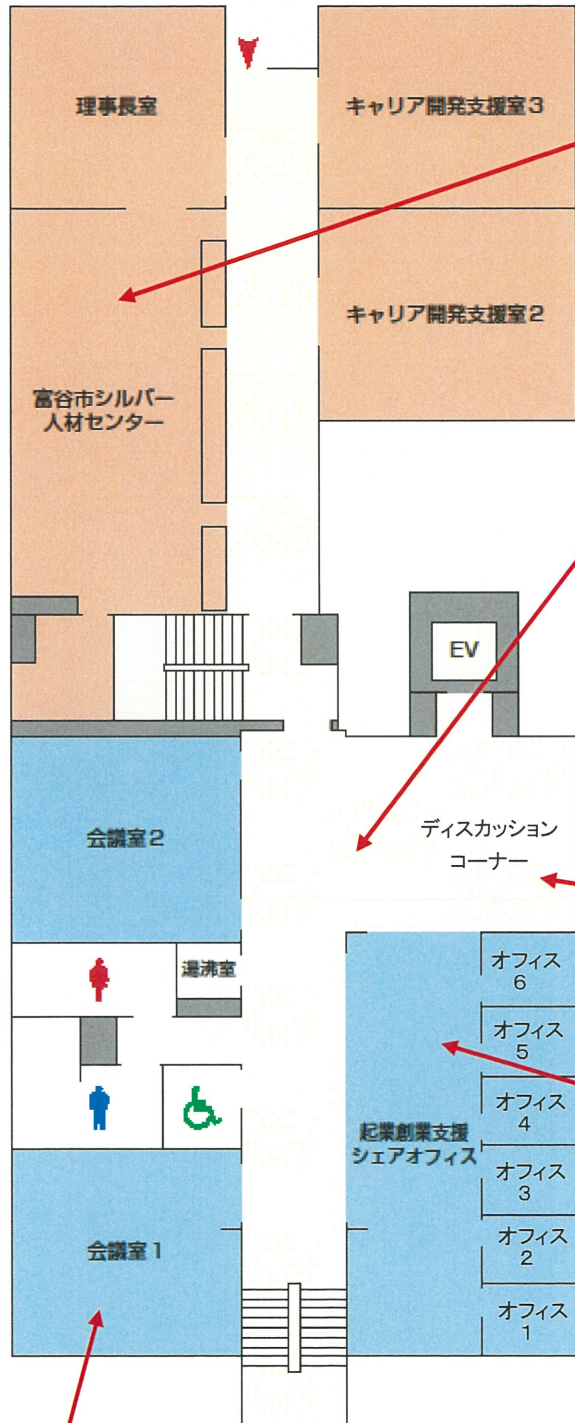 理事長室
キャリア開発支援室3
キャリア開発支援室2
富谷市シルバー
人材センター
EV
会議室2
ディスカッション
コーナー
湯沸室
オフィス
6
オフィス
5
オフィス
4
起業創業支援
シェアオフィス
オフィス
3
会議室1
オフィス
2
オフィス
1